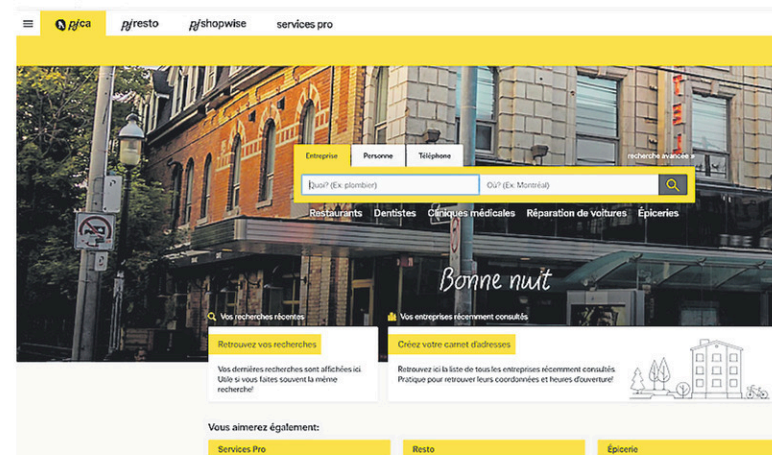 pj.ca pjresto pjshopwise services pro
Entreprise Personne Téléphone recherche avancée »
Quoi? (Ex: plombier) Où? (Ex: Montréal)
Restaurants Dentistes Cliniques médicales Réparation de voitures Épiceries
Bonne nuit
Vos recherches récentes Vos entreprises récemment consultés
Retrouvez vos recherches Créez votre carnet d'adresses
Vos dernières recherches sont affichées ici. Retrouvez ici la liste de tous les entreprises récemment consultés.
Utile si vous faites souvent la même Pratique pour retrouver leurs coordonnées et heures d'ouverture!
recherche!
Vous aimerez également:
Services Pro Resto Épicerie